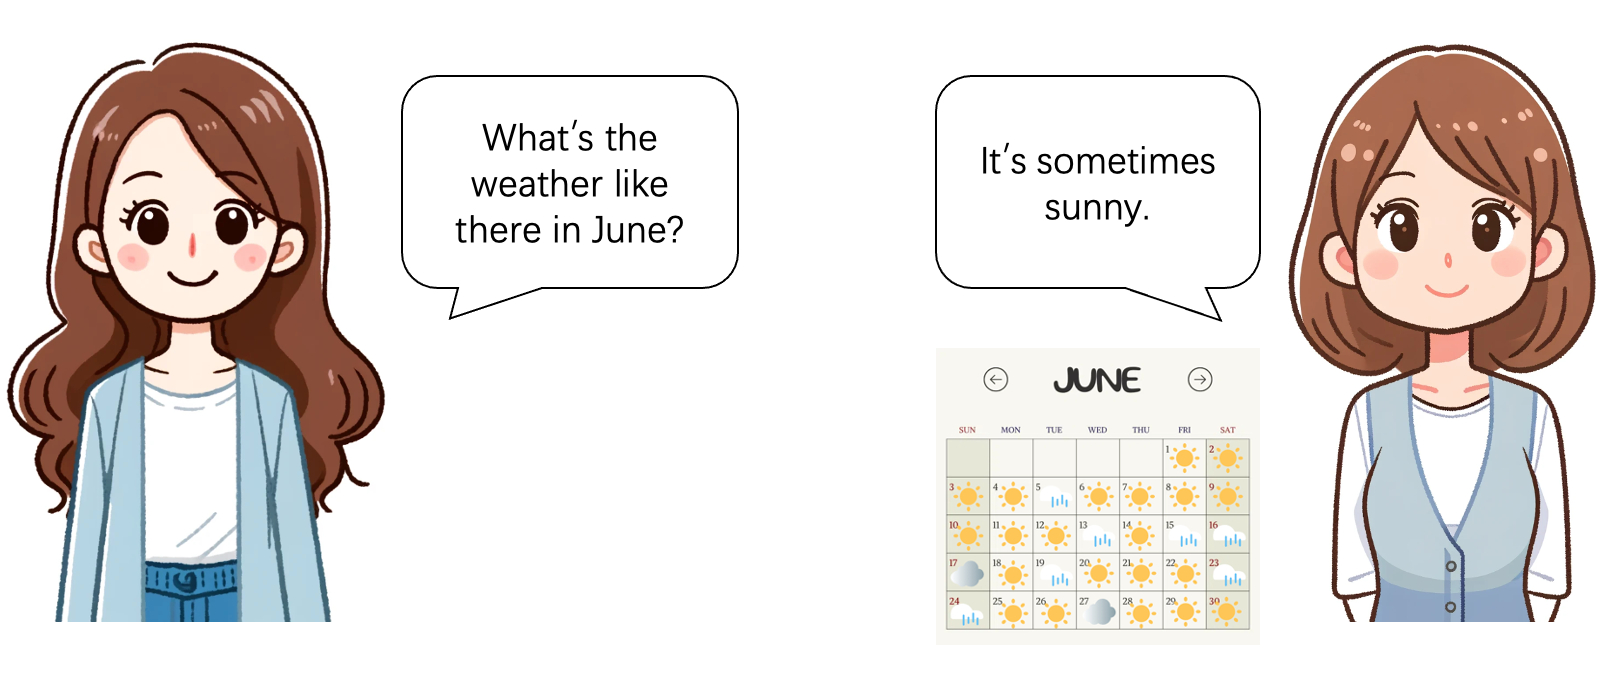 What's the
weather like
there in June?
It's sometimes
sunny.
JUNE
SUN MON TUE WED THU FRI SAT
1 2
3 4 5 6 7 8 9
10 11 12 13 14 15 16
17 18 19 20 21 22 23
24 25 26 27 28 29 30